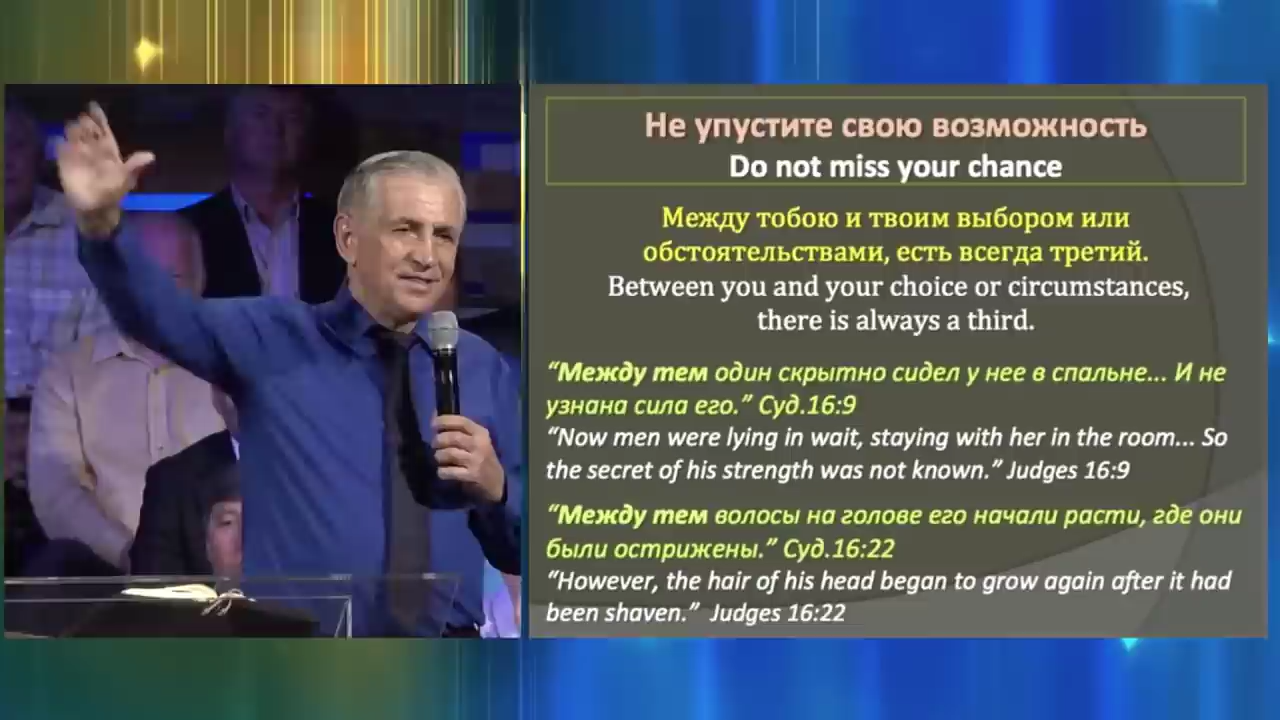 Не упустите свою возможность
Do not miss your chance
Между тобою и твоим выбором или
обстоятельствами, есть всегда третий.
Between you and your choice or circumstances,
there is always a third.
“Между тем один скрытно сидел у нее в спальне... И не
узнана сила его.” Суд.16:9
“Now men were lying in wait, staying with her in the room... So
the secret of his strength was not known.” Judges 16:9
“Между тем волосы на голове его начали расти, где они
были острижены.” Суд.16:22
“However, the hair of his head began to grow again after it had
been shaven.” Judges 16:22